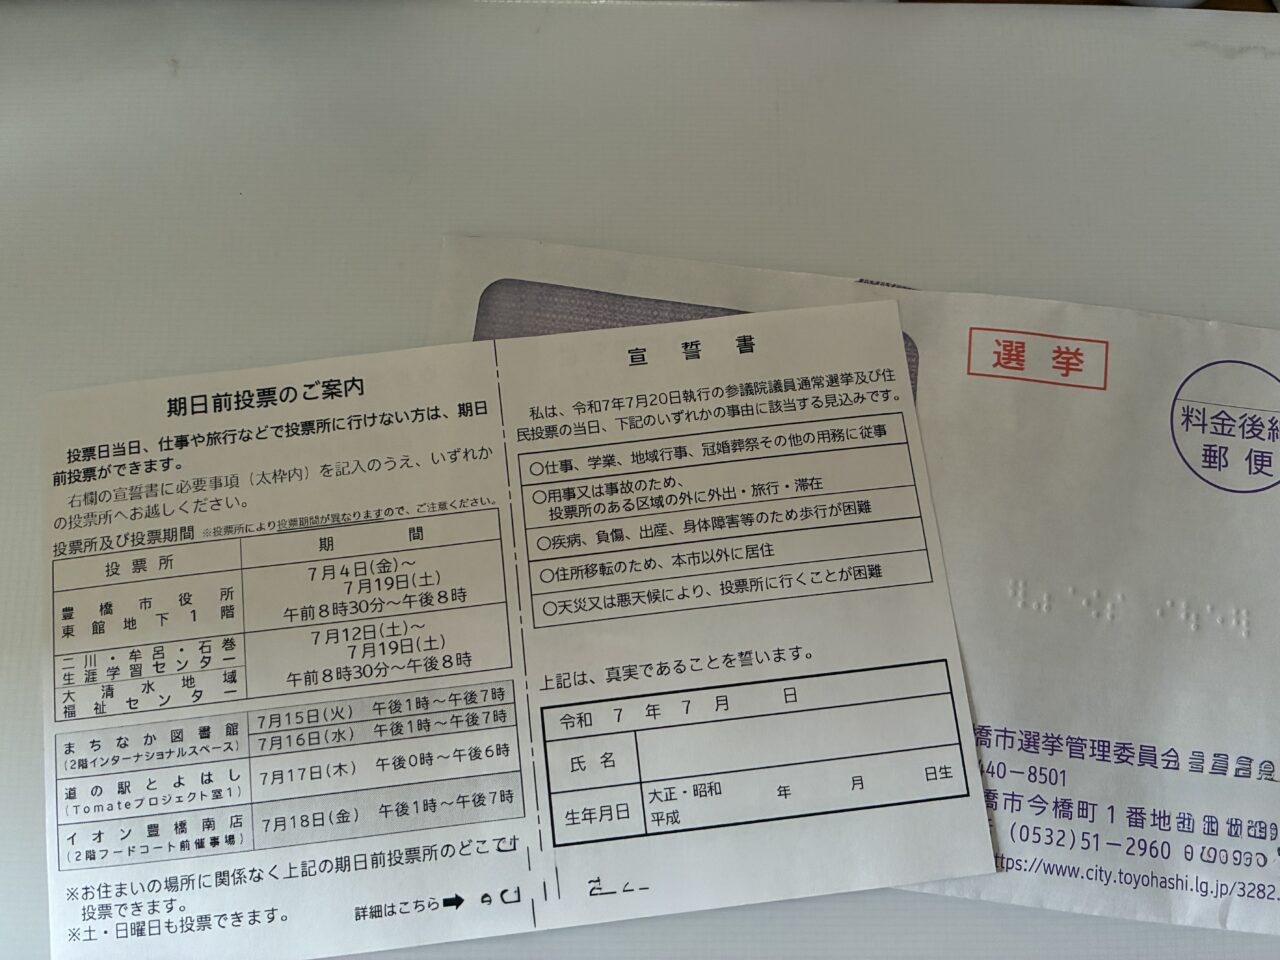 期日前投票のご案内
投票日当日、仕事や旅行などで投票所に行けない方は、期日
前投票ができます。
右欄の宣誓書に必要事項（太枠内）を記入のうえ、いずれか
の投票所へお越しください。
投票所及び投票期間 ※投票所により投票期間が異なりますので、ご注意ください。
投票所 期間
豊橋市役所
東館地下1階
7月4日(金)～
7月19日(土)
午前8時30分～午後8時
二川・牟呂・石巻
生涯学習センター
大清水地域
福祉センター
7月12日(土)～
7月19日(土)
午前8時30分～午後8時
まちなか図書館
(2階インターナショナルスペース)
7月15日(火) 午後1時～午後7時
7月16日(水) 午後1時～午後7時
道の駅とよはし
(Tomateプロジェクト室1)
7月17日(木) 午後0時～午後6時
イオン豊橋南店
(2階フードコート前催事場)
7月18日(金) 午後1時～午後7時
※お住まいの場所に関係なく上記の期日前投票所のどこでも
投票できます。
※土・日曜日も投票できます。
詳細はこちら➡
宣誓書
私は、令和7年7月20日執行の参議院議員通常選挙及び住
民投票の当日、下記のいずれかの事由に該当する見込みです。
○仕事、学業、地域行事、冠婚葬祭その他の用務に従事
○用事又は事故のため、
投票所のある区域の外に外出・旅行・滞在
○疾病、負傷、出産、身体障害等のため歩行が困難
○住所移転のため、本市以外に居住
○天災又は悪天候により、投票所に行くことが困難
上記は、真実であることを誓います。
令和 7 年 7 月 日
氏名
生年月日
大正・昭和
平成
年 月 日生
選挙
料金後納
郵便
橋市選挙管理委員会
440-8501
橋市今橋町1番地
(0532)51-2960
https://www.city.toyohashi.lg.jp/3282.